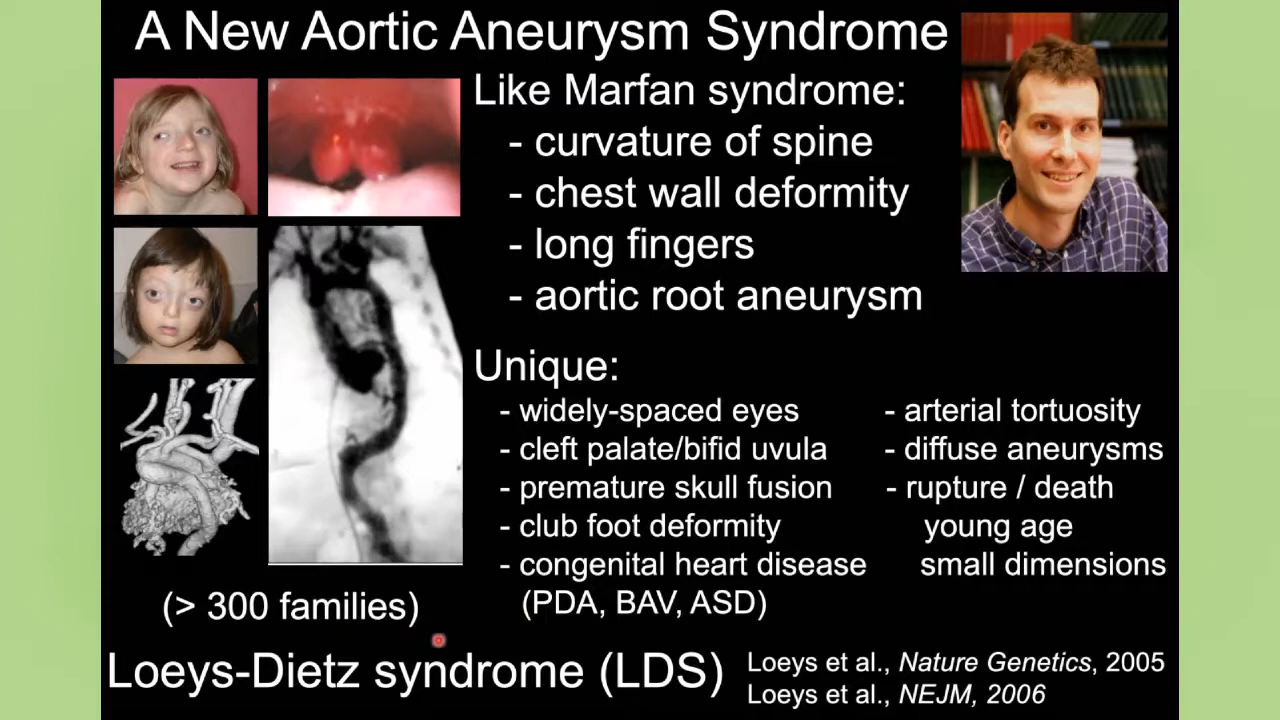 A New Aortic Aneurysm Syndrome
Like Marfan syndrome:
- curvature of spine
- chest wall deformity
- long fingers
- aortic root aneurysm
Unique:
- widely-spaced eyes
- cleft palate/bifid uvula
- premature skull fusion
- club foot deformity
- congenital heart disease
(PDA, BAV, ASD)
- arterial tortuosity
- diffuse aneurysms
- rupture / death
young age
small dimensions
(> 300 families)
Loeys-Dietz syndrome (LDS)
Loeys et al., Nature Genetics, 2005
Loeys et al., NEJM, 2006